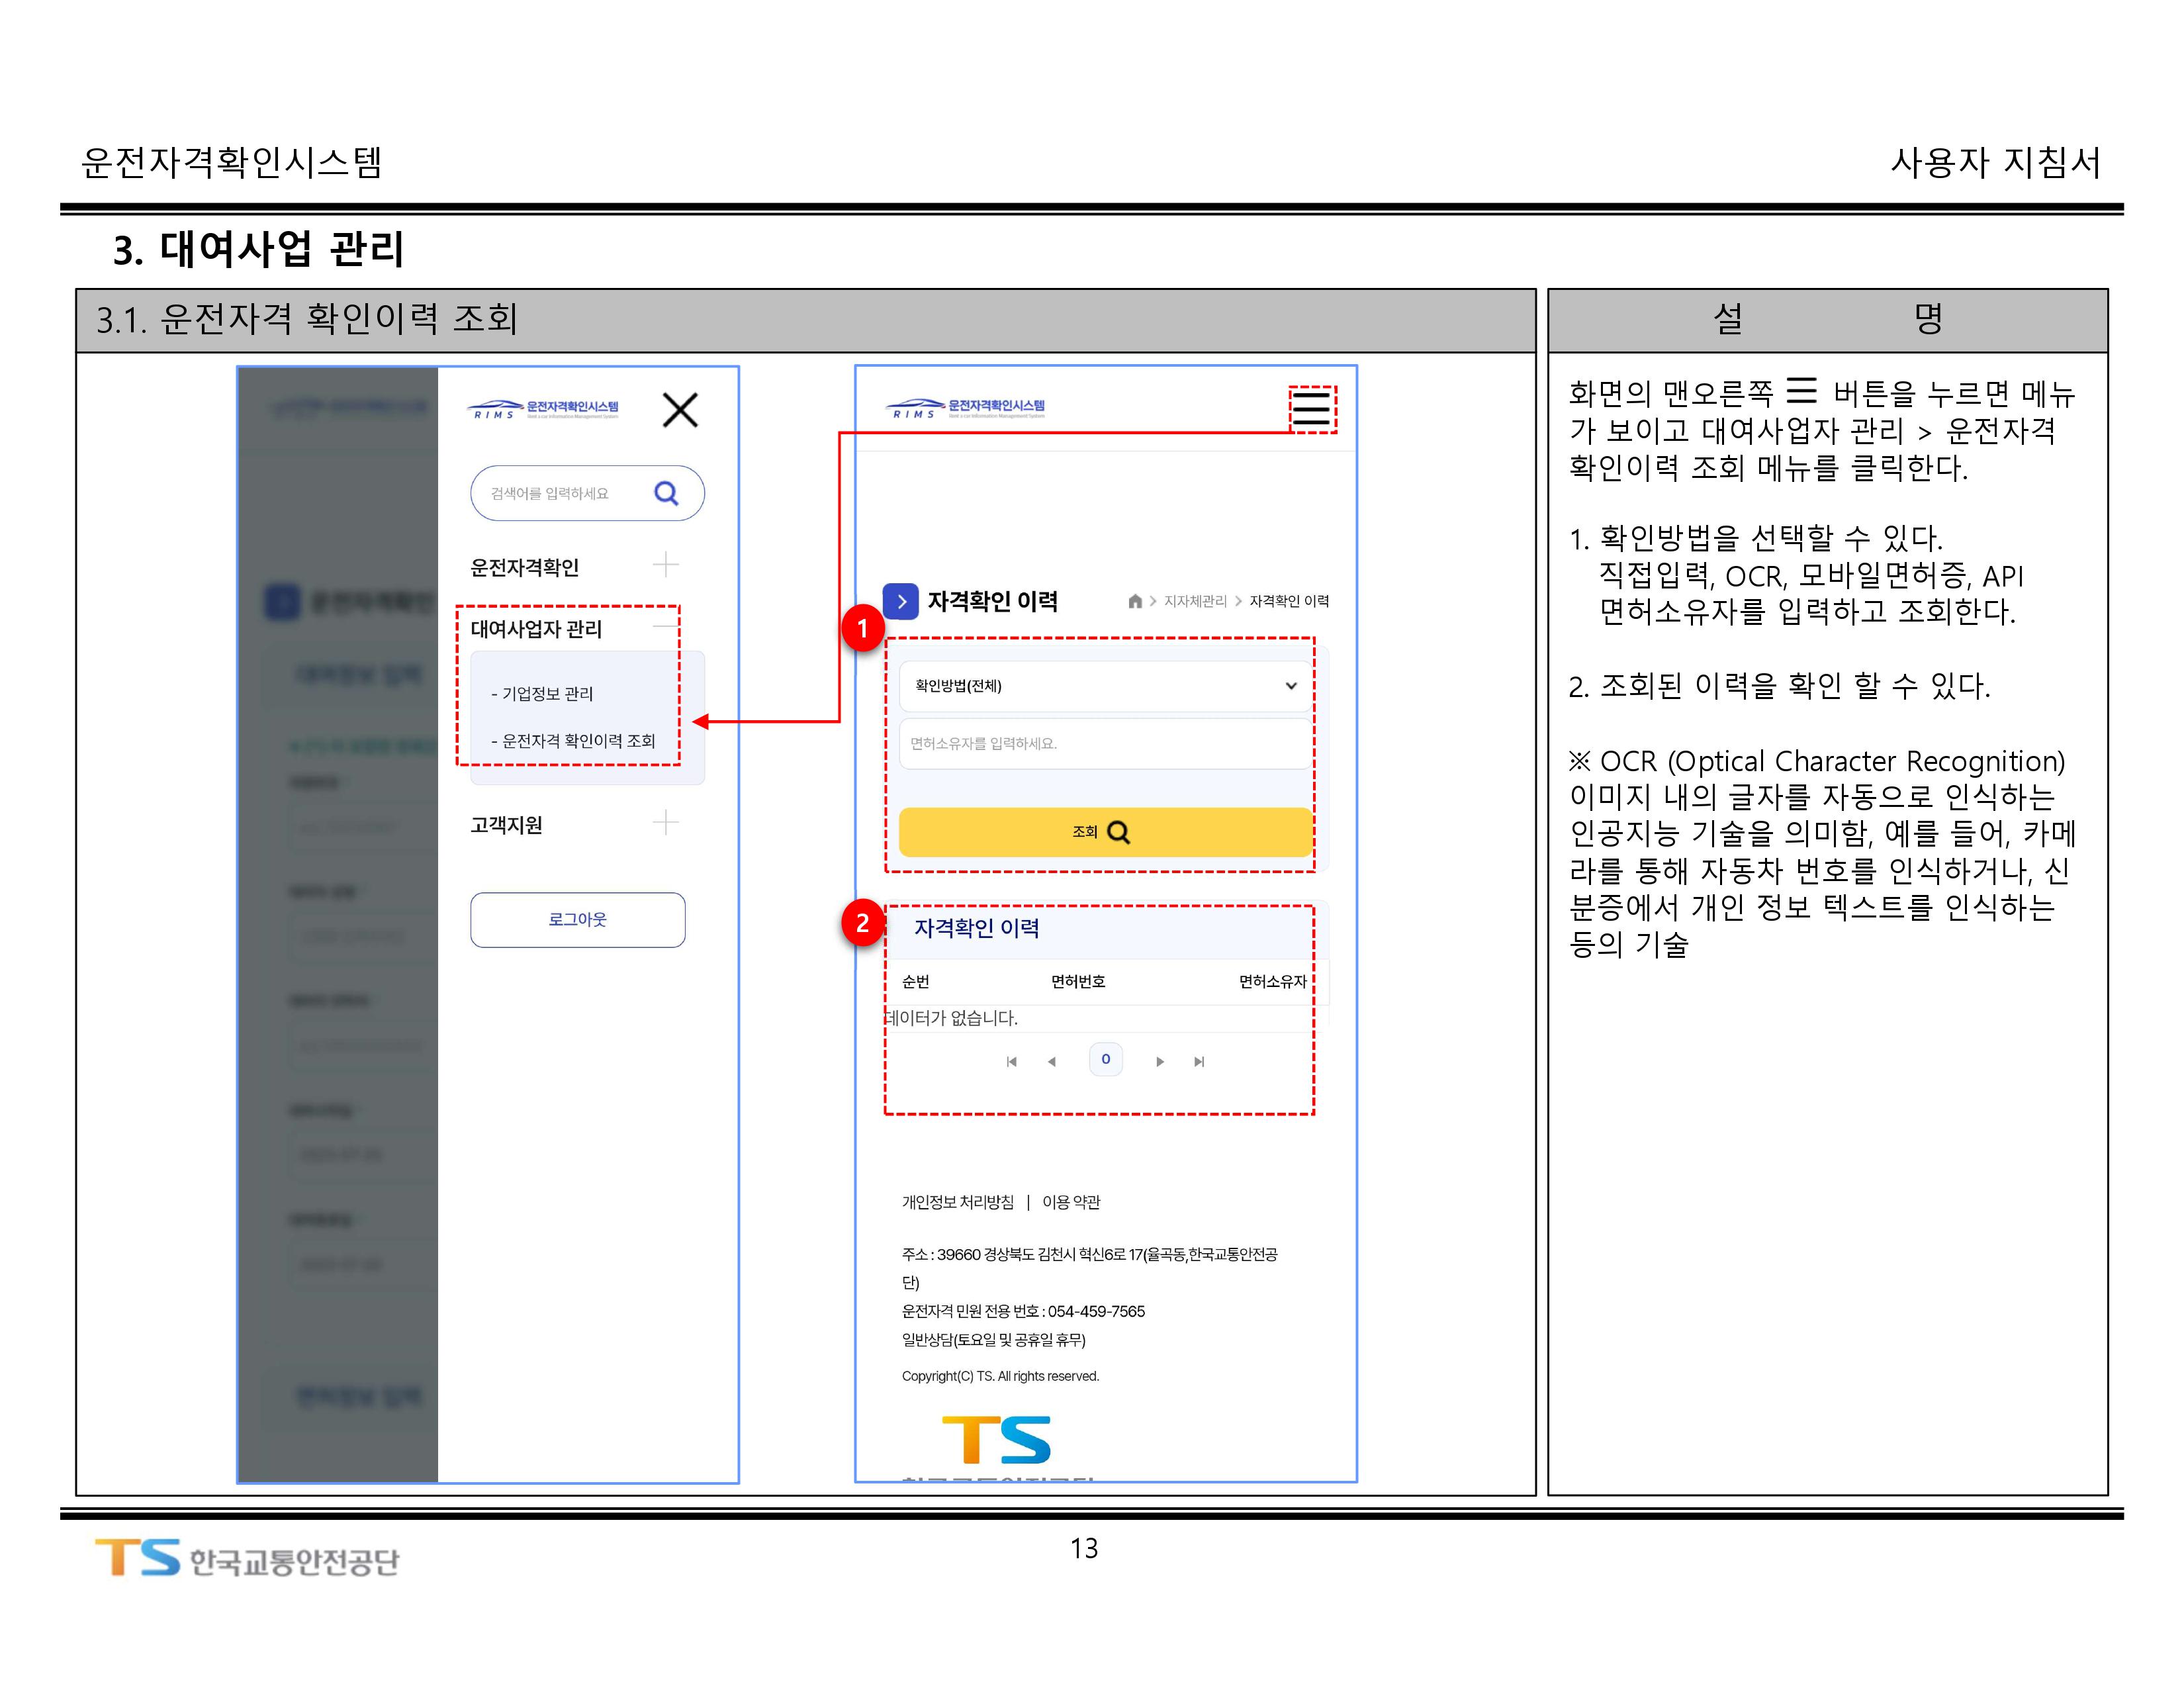 운전자격확인시스템
사용자 지침서
3. 대여사업 관리
3.1. 운전자격 확인이력 조회
RIMS 운전자격확인시스템
검색어를 입력하세요
운전자격확인
대여사업자 관리
- 기업정보 관리
- 운전자격 확인이력 조회
고객지원
로그아웃
RIMS 운전자격확인시스템
자격확인 이력
지자체관리 > 자격확인 이력
1
확인방법(전체)
면허소유자를 입력하세요.
조회
2
자격확인 이력
순번 면허번호 면허소유자
데이터가 없습니다.
0
개인정보 처리방침 | 이용 약관
주소 : 39660 경상북도 김천시 혁신6로 17(율곡동,한국교통안전공
단)
운전자격 민원 전용 번호 : 054-459-7565
일반상담(토요일 및 공휴일 휴무)
Copyright(C) TS. All rights reserved.
TS
설 명
화면의 맨오른쪽 ☰ 버튼을 누르면 메뉴
가 보이고 대여사업자 관리 > 운전자격
확인이력 조회 메뉴를 클릭한다.
1. 확인방법을 선택할 수 있다.
직접입력, OCR, 모바일면허증, API
면허소유자를 입력하고 조회한다.
2. 조회된 이력을 확인 할 수 있다.
※ OCR (Optical Character Recognition)
이미지 내의 글자를 자동으로 인식하는
인공지능 기술을 의미함, 예를 들어, 카메
라를 통해 자동차 번호를 인식하거나, 신
분증에서 개인 정보 텍스트를 인식하는
등의 기술
TS 한국교통안전공단
13